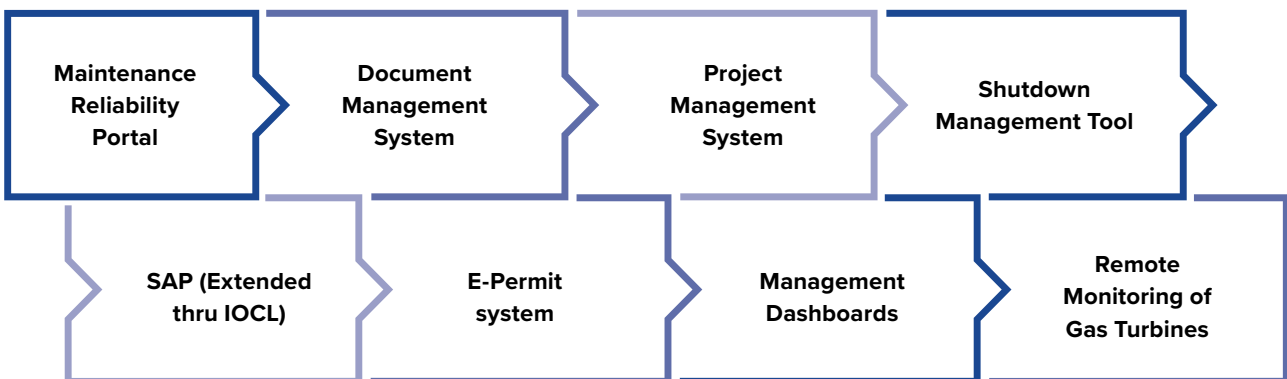 Maintenance
Reliability
Portal
Document
Management
System
Project
Management
System
Shutdown
Management Tool
SAP (Extended
thru IOCL)
E-Permit
system
Management
Dashboards
Remote
Monitoring of
Gas Turbines